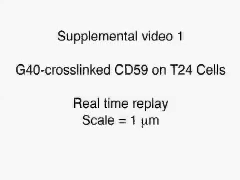 Supplemental video 1
G40-crosslinked CD59 on T24 Cells
Real time replay
Scale = 1 μm